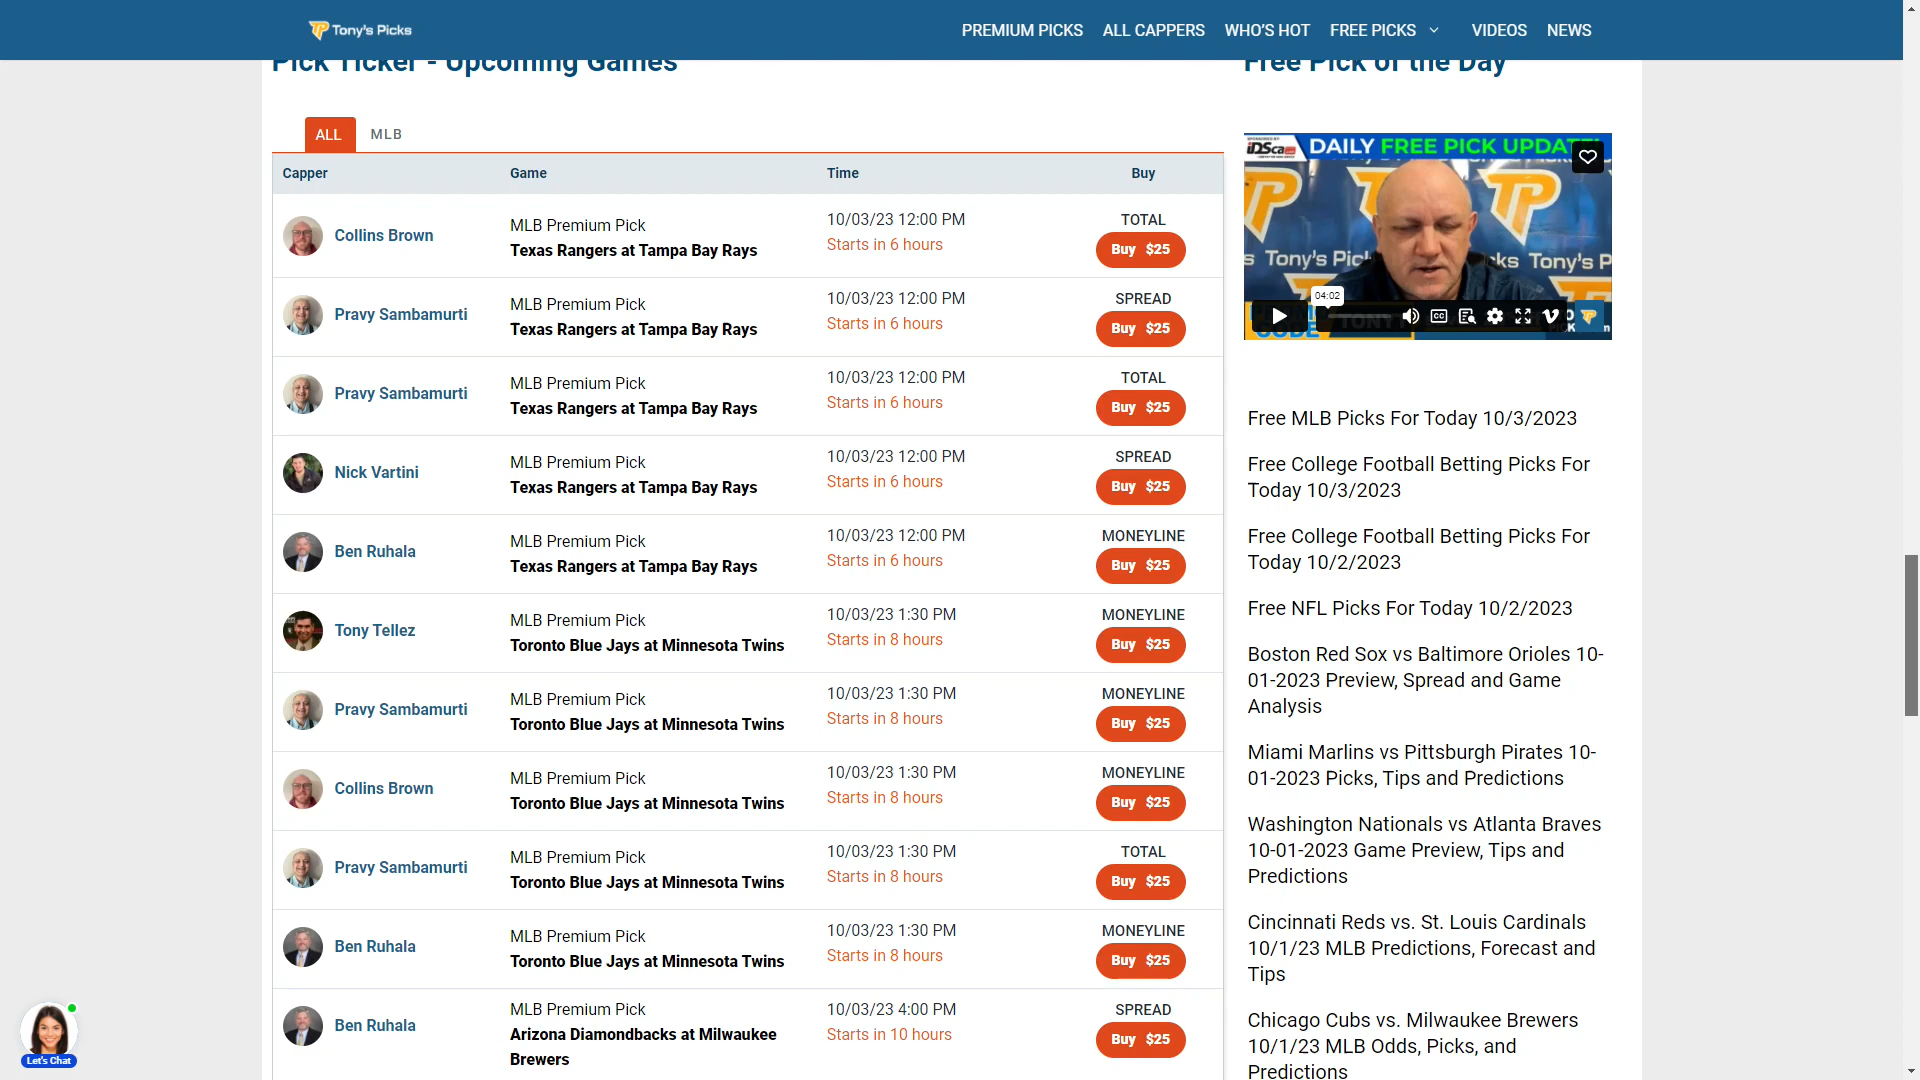 Tony's Picks
PREMIUM PICKS
ALL CAPPERS
WHO'S HOT
FREE PICKS
VIDEOS
NEWS
Pick Ticker - Upcoming Games
ALL
MLB
Capper
Game
Time
Buy
Collins Brown
MLB Premium Pick
Texas Rangers at Tampa Bay Rays
10/03/23 12:00 PM
Starts in 6 hours
TOTAL
Buy $25
Pravy Sambamurti
MLB Premium Pick
Texas Rangers at Tampa Bay Rays
10/03/23 12:00 PM
Starts in 6 hours
SPREAD
Buy $25
Pravy Sambamurti
MLB Premium Pick
Texas Rangers at Tampa Bay Rays
10/03/23 12:00 PM
Starts in 6 hours
TOTAL
Buy $25
Nick Vartini
MLB Premium Pick
Texas Rangers at Tampa Bay Rays
10/03/23 12:00 PM
Starts in 6 hours
SPREAD
Buy $25
Ben Ruhala
MLB Premium Pick
Texas Rangers at Tampa Bay Rays
10/03/23 12:00 PM
Starts in 6 hours
MONEYLINE
Buy $25
Tony Tellez
MLB Premium Pick
Toronto Blue Jays at Minnesota Twins
10/03/23 1:30 PM
Starts in 8 hours
MONEYLINE
Buy $25
Pravy Sambamurti
MLB Premium Pick
Toronto Blue Jays at Minnesota Twins
10/03/23 1:30 PM
Starts in 8 hours
MONEYLINE
Buy $25
Collins Brown
MLB Premium Pick
Toronto Blue Jays at Minnesota Twins
10/03/23 1:30 PM
Starts in 8 hours
MONEYLINE
Buy $25
Pravy Sambamurti
MLB Premium Pick
Toronto Blue Jays at Minnesota Twins
10/03/23 1:30 PM
Starts in 8 hours
TOTAL
Buy $25
Ben Ruhala
MLB Premium Pick
Toronto Blue Jays at Minnesota Twins
10/03/23 1:30 PM
Starts in 8 hours
MONEYLINE
Buy $25
Ben Ruhala
MLB Premium Pick
Arizona Diamondbacks at Milwaukee
Brewers
10/03/23 4:00 PM
Starts in 10 hours
SPREAD
Buy $25
Free Pick of the Day
DAILY FREE PICK UPDATE!
Tony's Pic
ks Tony's P
04:02
CODE
Free MLB Picks For Today 10/3/2023
Free College Football Betting Picks For
Today 10/3/2023
Free College Football Betting Picks For
Today 10/2/2023
Free NFL Picks For Today 10/2/2023
Boston Red Sox vs Baltimore Orioles 10-
01-2023 Preview, Spread and Game
Analysis
Miami Marlins vs Pittsburgh Pirates 10-
01-2023 Picks, Tips and Predictions
Washington Nationals vs Atlanta Braves
10-01-2023 Game Preview, Tips and
Predictions
Cincinnati Reds vs. St. Louis Cardinals
10/1/23 MLB Predictions, Forecast and
Tips
Chicago Cubs vs. Milwaukee Brewers
10/1/23 MLB Odds, Picks, and
Predictions
Let's Chat